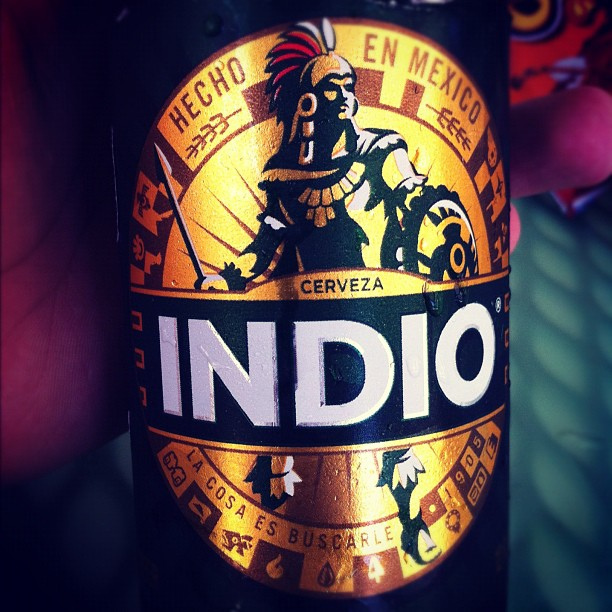 HECHO EN MEXICO
CERVEZA
INDIO®
LA COSA ES BUSCARLE
1905